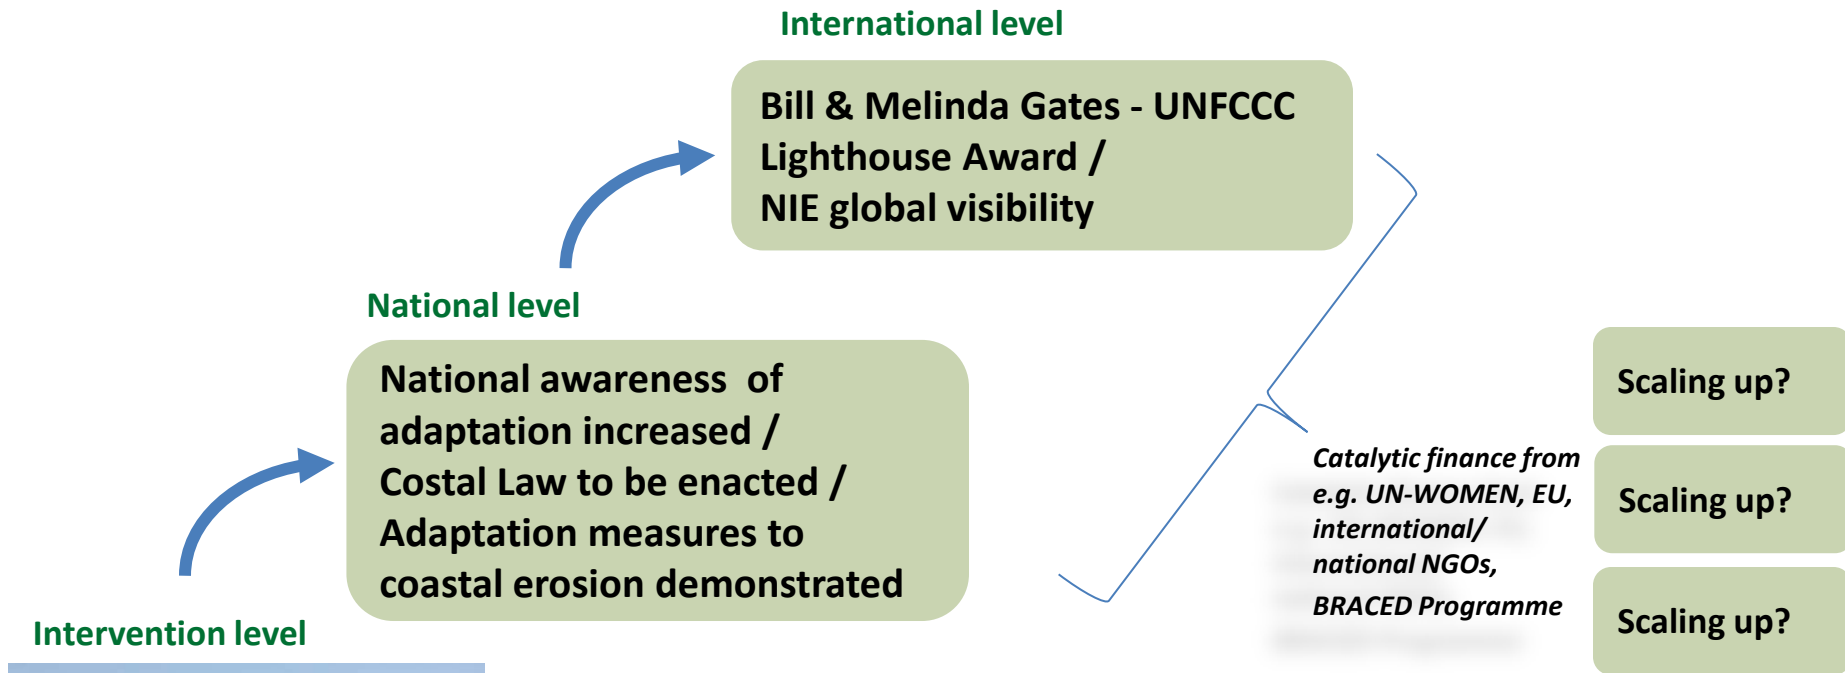 International level
Bill & Melinda Gates - UNFCCC
Lighthouse Award /
NIE global visibility
National level
National awareness of
adaptation increased /
Costal Law to be enacted /
Adaptation measures to
coastal erosion demonstrated
Intervention level
Catalytic finance from
e.g. UN-WOMEN, EU,
international/
national NGOs,
BRACED Programme
Scaling up?
Scaling up?
Scaling up?